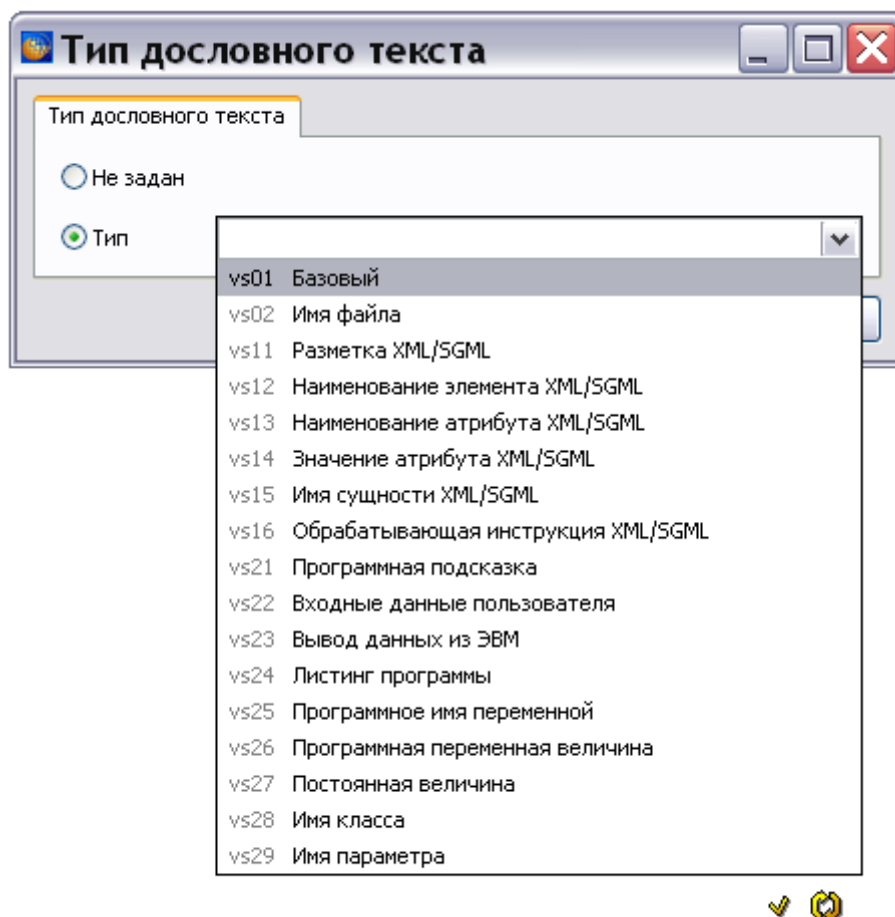 Тип дословного текста
Тип дословного текста
Не задан
Тип
vs01 Базовый
vs02 Имя файла
vs11 Разметка XML/SGML
vs12 Наименование элемента XML/SGML
vs13 Наименование атрибута XML/SGML
vs14 Значение атрибута XML/SGML
vs15 Имя сущности XML/SGML
vs16 Обрабатывающая инструкция XML/SGML
vs21 Программная подсказка
vs22 Входные данные пользователя
vs23 Вывод данных из ЭВМ
vs24 Листинг программы
vs25 Программное имя переменной
vs26 Программная переменная величина
vs27 Постоянная величина
vs28 Имя класса
vs29 Имя параметра